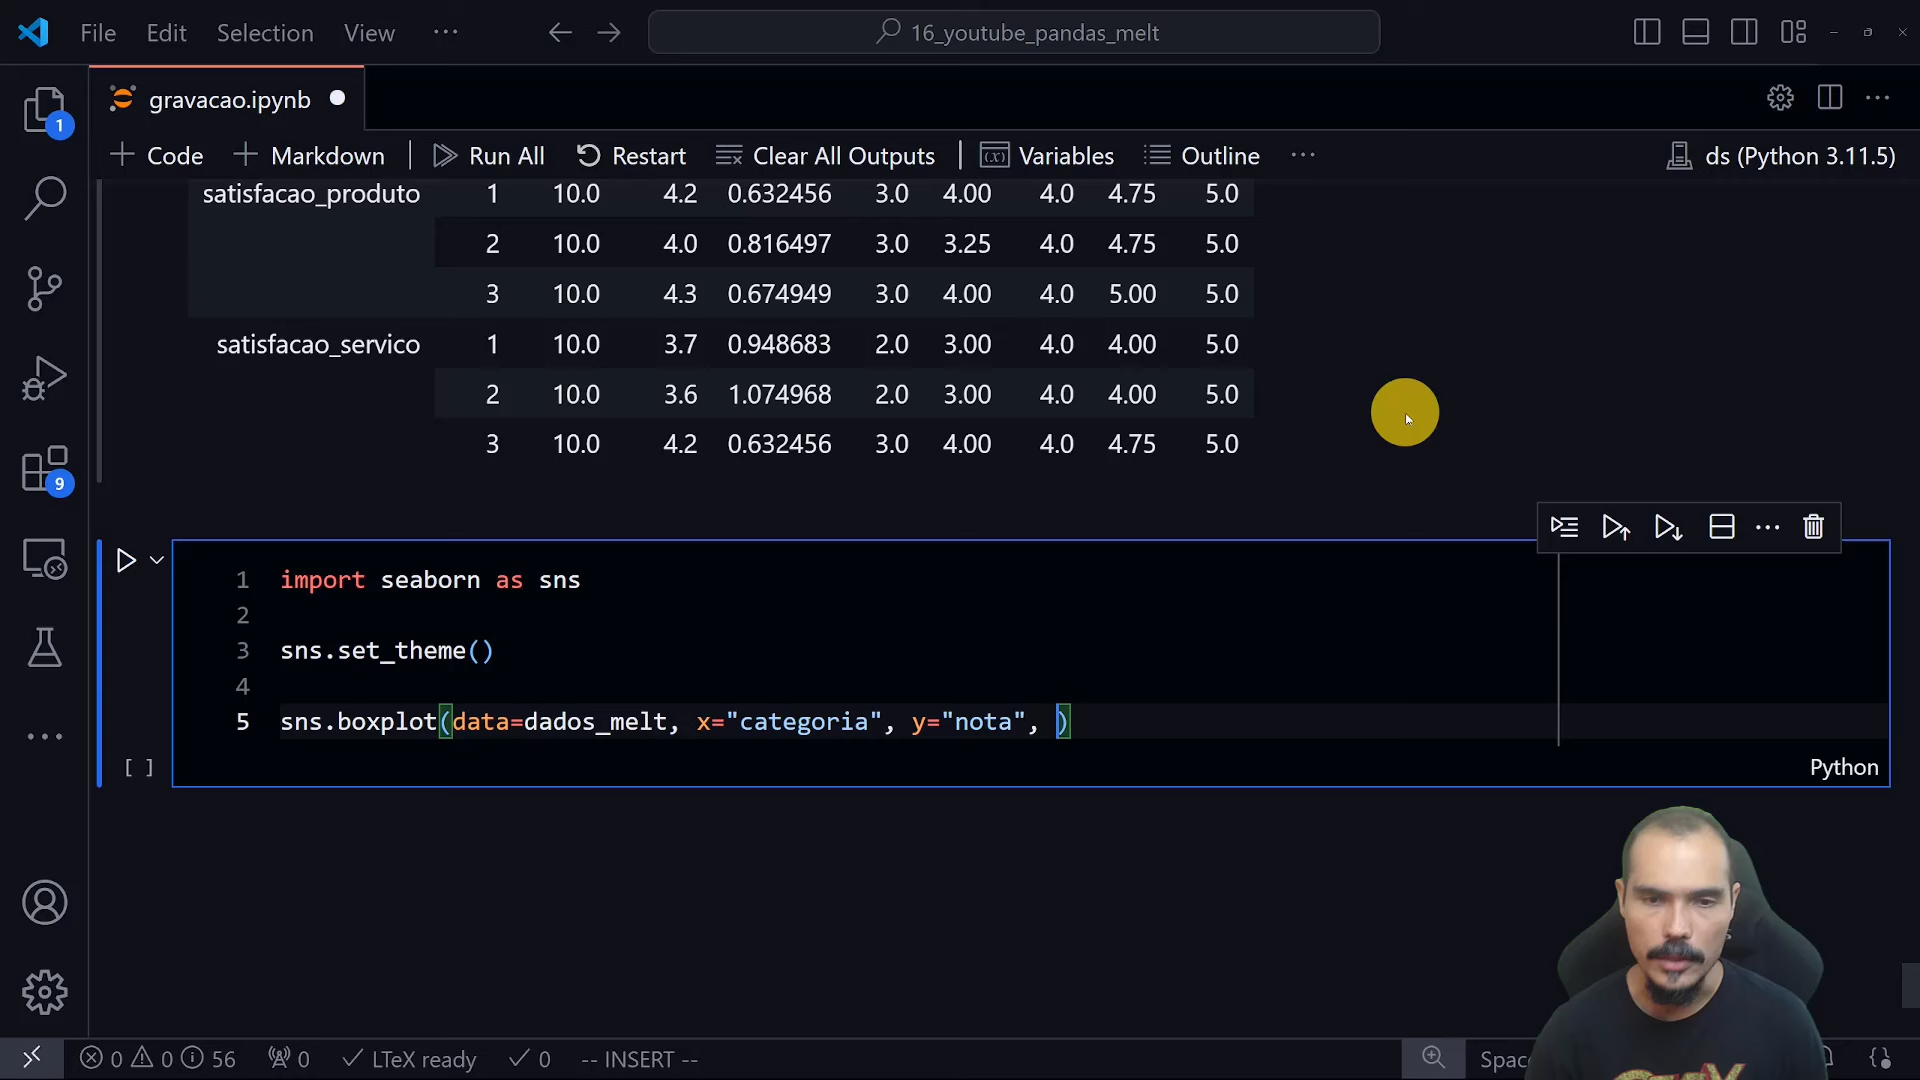 File Edit Selection View ···
16_youtube_pandas_melt
gravacao.ipynb
+ Code + Markdown | Run All Restart Clear All Outputs | Variables Outline ··· ds (Python 3.11.5)
satisfacao_produto 1 10.0 4.2 0.632456 3.0 4.00 4.0 4.75 5.0
2 10.0 4.0 0.816497 3.0 3.25 4.0 4.75 5.0
3 10.0 4.3 0.674949 3.0 4.00 4.0 5.00 5.0
satisfacao_servico 1 10.0 3.7 0.948683 2.0 3.00 4.0 4.00 5.0
2 10.0 3.6 1.074968 2.0 3.00 4.0 4.00 5.0
3 10.0 4.2 0.632456 3.0 4.00 4.0 4.75 5.0
1 import seaborn as sns
2
3 sns.set_theme()
4
5 sns.boxplot(data=dados_melt, x="categoria", y="nota", )
[ ]
Python
1
9
0 0 56 0 LTeX ready 0 -- INSERT --